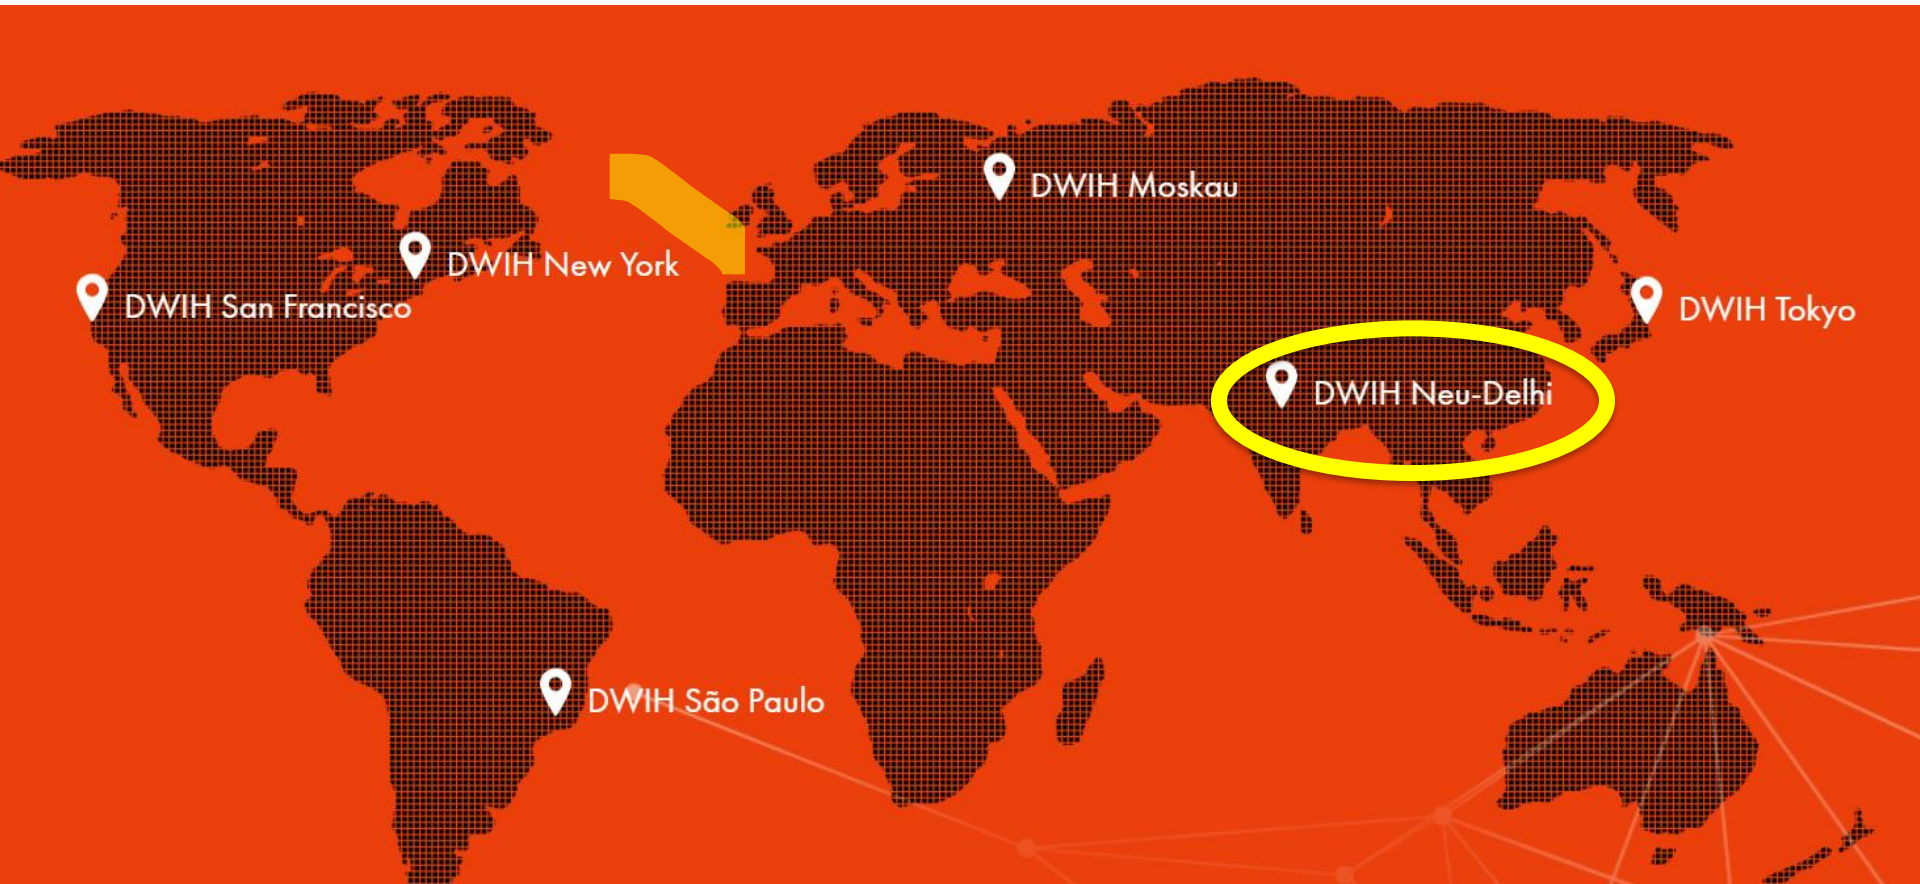 DWIH Moskau
DWIH New York
DWIH San Francisco
DWIH Tokyo
DWIH Neu-Delhi
DWIH São Paulo